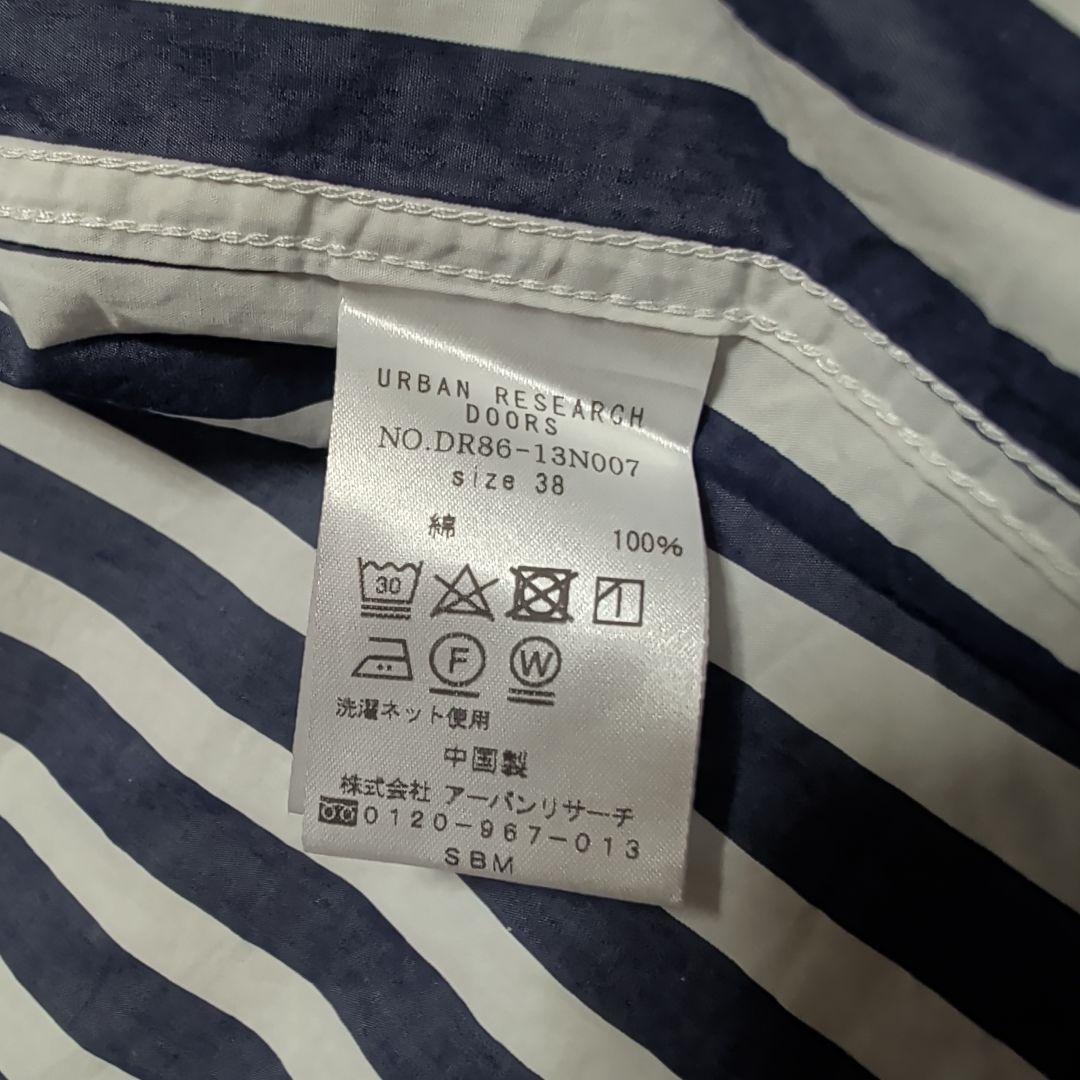 URBAN RESEARCH
DOORS
NO.DR86-13N007
size 38
綿 100%
30
F W
洗濯ネット使用
中国製
株式会社 アーバンリサーチ
0120-967-013
SBM